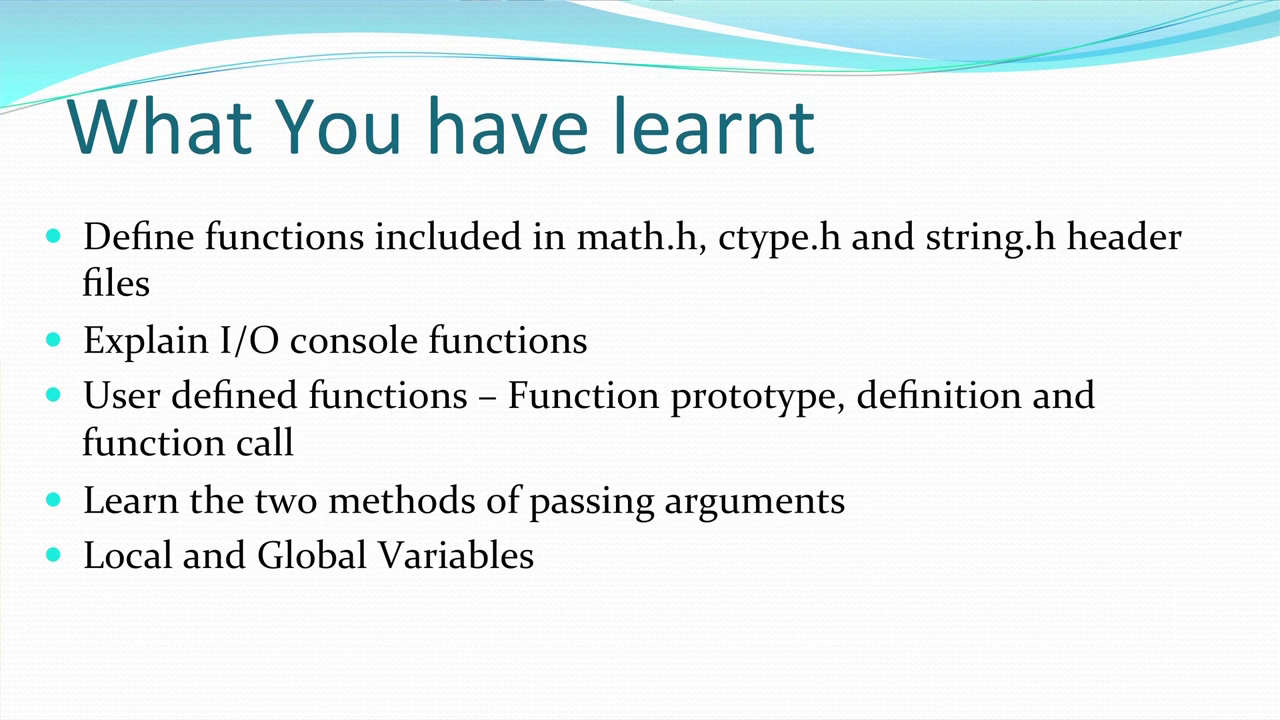 What You have learnt
Define functions included in math.h, ctype.h and string.h header
files
Explain I/O console functions
User defined functions – Function prototype, definition and
function call
Learn the two methods of passing arguments
Local and Global Variables